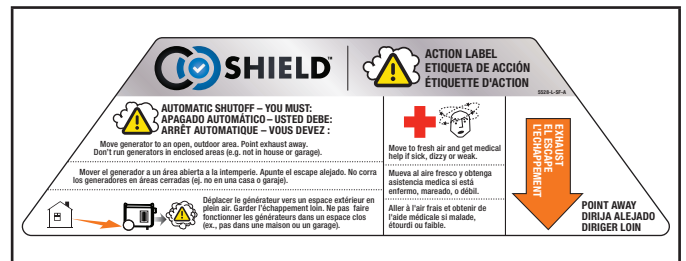 CO SHIELD™
ACTION LABEL
ETIQUETA DE ACCIÓN
ÉTIQUETTE D'ACTION
5529-L-SF-A
AUTOMATIC SHUTOFF – YOU MUST:
APAGADO AUTOMÁTICO – USTED DEBE:
ARRÊT AUTOMATIQUE – VOUS DEVEZ :
Move generator to an open, outdoor area. Point exhaust away.
Don't run generators in enclosed areas (e.g. not in house or garage).
Mover el generador a un área abierta a la intemperie. Apunte el escape alejado. No corra
los generadores en áreas cerradas (ej. no en una casa o garaje).
Déplacer le générateur vers un espace extérieur en
plein air. Garder l'échappement loin. Ne pas faire
fonctionner les générateurs dans un espace clos
(ex., pas dans une maison ou un garage).
Move to fresh air and get medical
help if sick, dizzy or weak.
Mueva al aire fresco y obtenga
asistencia medica si está
enfermo, mareado, o débil.
Aller à l'air frais et obtenir de
l'aide médicale si malade,
étourdi ou faible.
EXHAUST
EL ESCAPE
L'ÉCHAPPEMENT
POINT AWAY
DIRIJA ALEJADO
DIRIGER LOIN